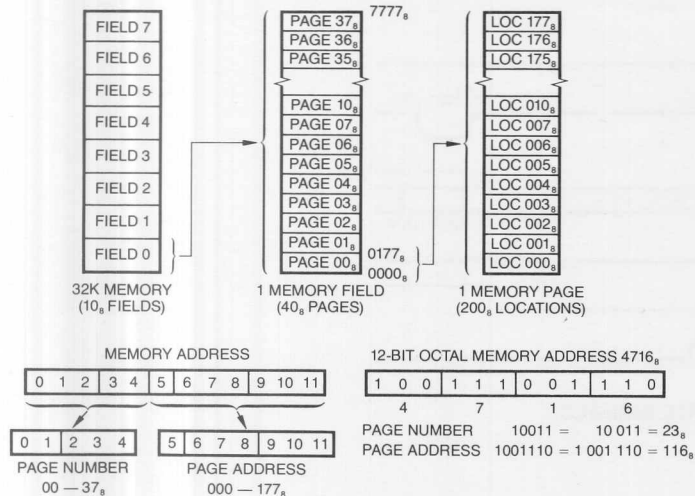 FIELD 7
FIELD 6
FIELD 5
FIELD 4
FIELD 3
FIELD 2
FIELD 1
FIELD 0
32K MEMORY
(10₈ FIELDS)
PAGE 37₈
7777₈
PAGE 36₈
PAGE 35₈
PAGE 10₈
PAGE 07₈
PAGE 06₈
PAGE 05₈
PAGE 04₈
PAGE 03₈
PAGE 02₈
PAGE 01₈
0177₈
PAGE 00₈
0000₈
1 MEMORY FIELD
(40₈ PAGES)
LOC 177₈
LOC 176₈
LOC 175₈
LOC 010₈
LOC 007₈
LOC 006₈
LOC 005₈
LOC 004₈
LOC 003₈
LOC 002₈
LOC 001₈
LOC 000₈
1 MEMORY PAGE
(200₈ LOCATIONS)
MEMORY ADDRESS
0 1 2 3 4 5 6 7 8 9 10 11
0 1 2 3 4
PAGE NUMBER
00 — 37₈
5 6 7 8 9 10 11
PAGE ADDRESS
000 — 177₈
12-BIT OCTAL MEMORY ADDRESS 4716₈
1 0 0 1 1 1 0 0 1 1 1 0
4 7 1 6
PAGE NUMBER 10011 = 10 011 = 23₈
PAGE ADDRESS 1001110 = 1 001 110 = 116₈